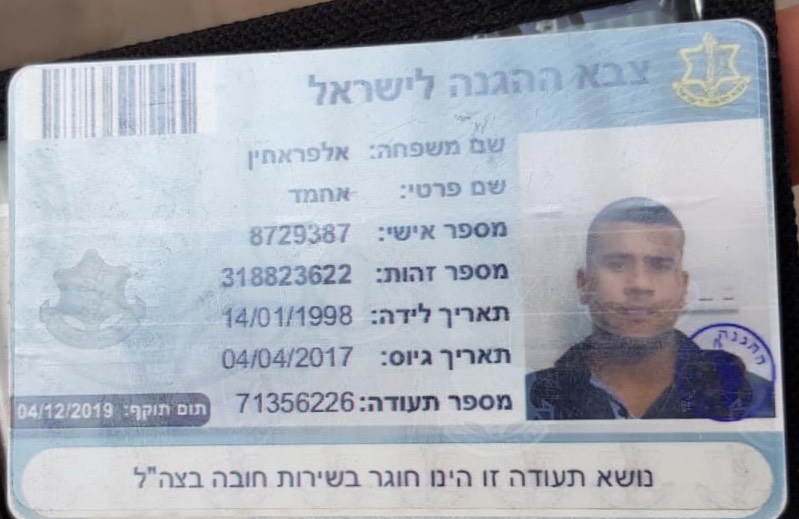 צבא ההגנה לישראל
שם משפחה: אלפראחין
שם פרטי: אחמד
מספר אישי: 8729387
מספר זהות: 318823622
תאריך לידה: 14/01/1998
תאריך גיוס: 04/04/2017
מספר תעודה: 71356226
תום תוקף: 04/12/2019
נושא תעודה זו הינו חוגר בשירות חובה בצה"ל